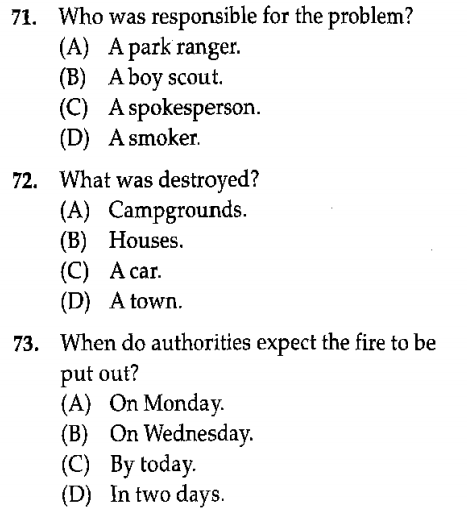 71. Who was responsible for the problem?
(A) A park ranger.
(B) A boy scout.
(C) A spokesperson.
(D) A smoker.
72. What was destroyed?
(A) Campgrounds.
(B) Houses.
(C) A car.
(D) A town.
73. When do authorities expect the fire to be
put out?
(A) On Monday.
(B) On Wednesday.
(C) By today.
(D) In two days.